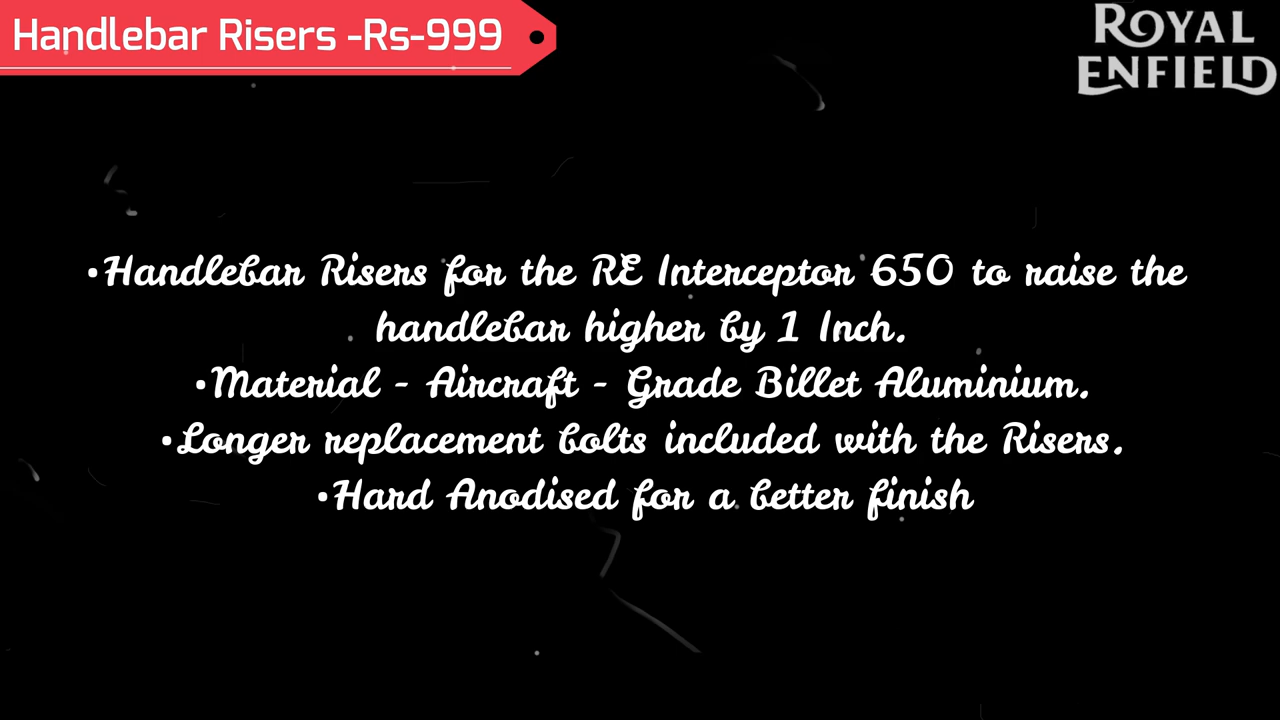 Handlebar Risers -Rs-999
ROYAL
ENFIELD
•Handlebar Risers for the RE Interceptor 650 to raise the
handlebar higher by 1 Inch.
•Material - Aircraft - Grade Billet Aluminium.
•Longer replacement bolts included with the Risers.
•Hard Anodised for a better finish